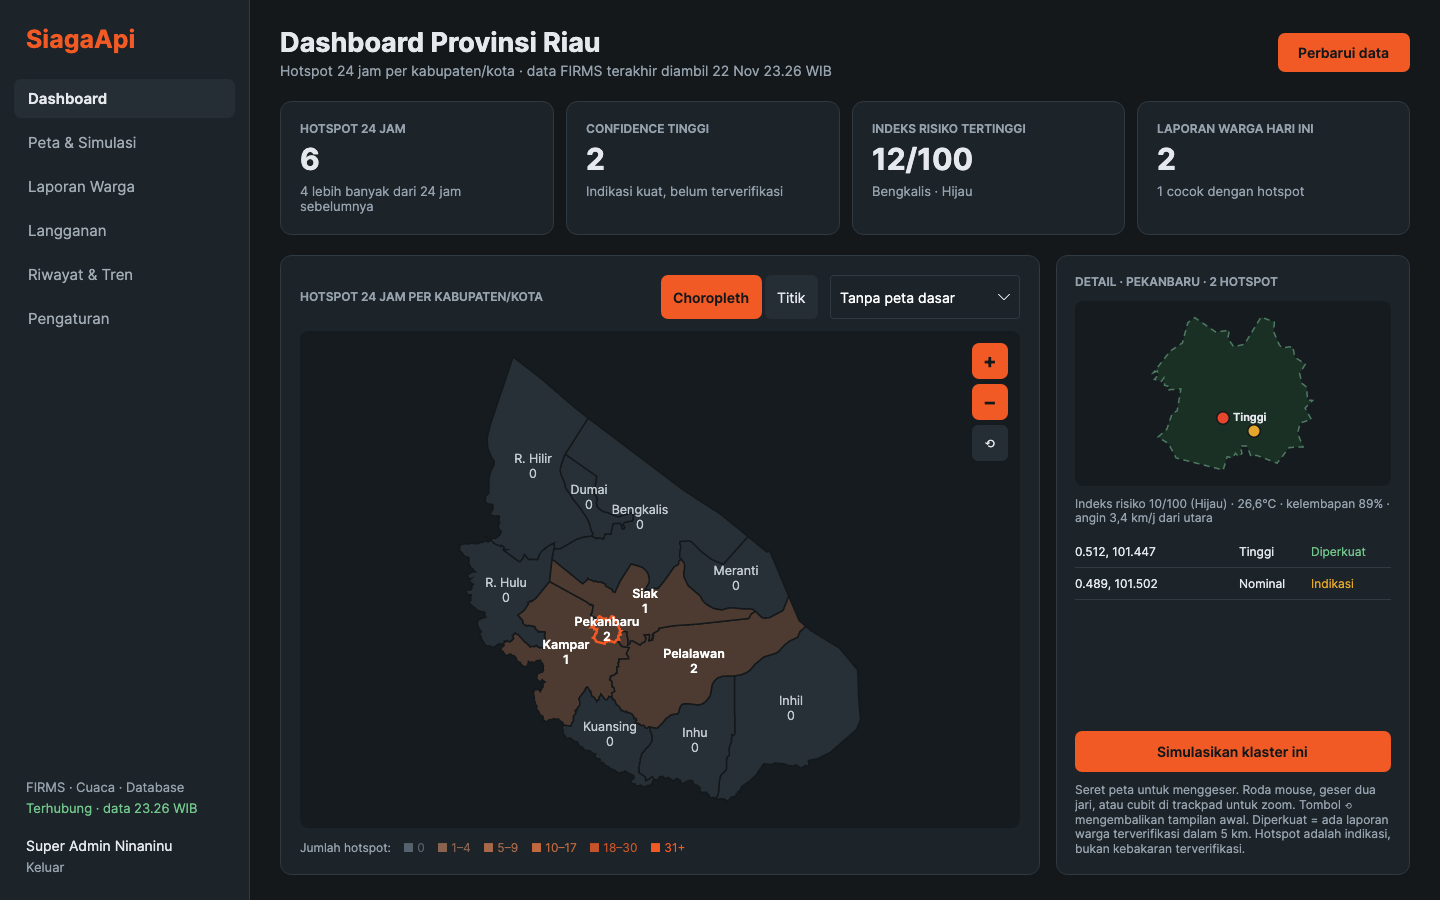 SiagaApi
Dashboard
Peta & Simulasi
Laporan Warga
Langganan
Riwayat & Tren
Pengaturan
FIRMS · Cuaca · Database
Terhubung · data 23.26 WIB
Super Admin Ninaninu
Keluar
Dashboard Provinsi Riau
Hotspot 24 jam per kabupaten/kota · data FIRMS terakhir diambil 22 Nov 23.26 WIB
Perbarui data
HOTSPOT 24 JAM
6
4 lebih banyak dari 24 jam
sebelumnya
CONFIDENCE TINGGI
2
Indikasi kuat, belum terverifikasi
INDEKS RISIKO TERTINGGI
12/100
Bengkalis · Hijau
LAPORAN WARGA HARI INI
2
1 cocok dengan hotspot
HOTSPOT 24 JAM PER KABUPATEN/KOTA
Choropleth
Titik
Tanpa peta dasar
+
−
⟲
R. Hilir
0
Dumai
0
Bengkalis
0
Meranti
0
R. Hulu
0
Siak
1
Pekanbaru
2
Kampar
1
Pelalawan
2
Inhil
0
Kuansing
0
Inhu
0
Jumlah hotspot: 0 1–4 5–9 10–17 18–30 31+
DETAIL · PEKANBARU · 2 HOTSPOT
Tinggi
Indeks risiko 10/100 (Hijau) · 26,6°C · kelembapan 89% ·
angin 3,4 km/j dari utara
0.512, 101.447 Tinggi Diperkuat
0.489, 101.502 Nominal Indikasi
Simulasikan klaster ini
Seret peta untuk menggeser. Roda mouse, geser dua
jari, atau cubit di trackpad untuk zoom. Tombol ⟲
mengembalikan tampilan awal. Diperkuat = ada laporan
warga terverifikasi dalam 5 km. Hotspot adalah indikasi,
bukan kebakaran terverifikasi.